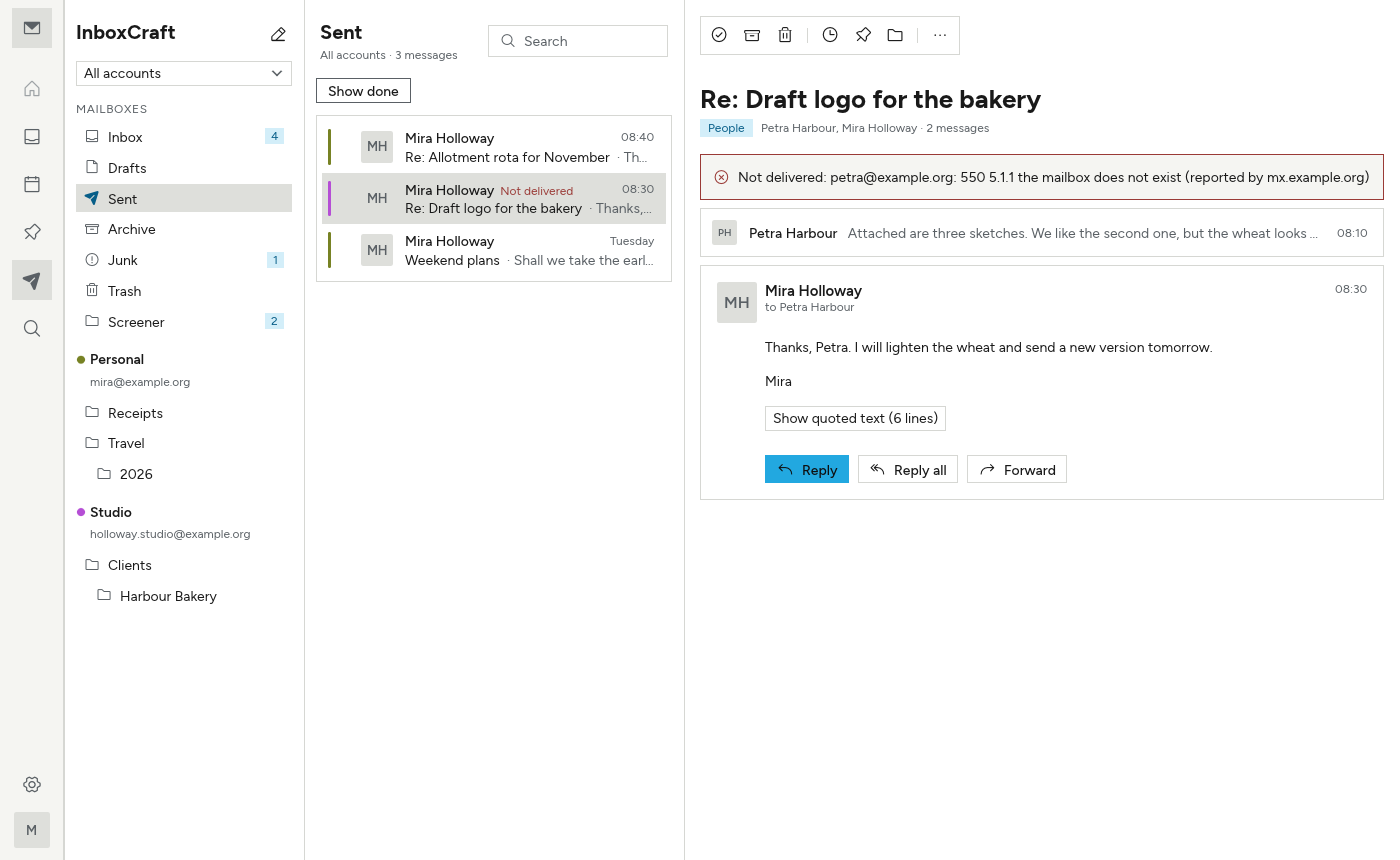 InboxCraft
All accounts
MAILBOXES
Inbox 4
Drafts
Sent
Archive
Junk 1
Trash
Screener 2
Personal
mira@example.org
Receipts
Travel
2026
Studio
holloway.studio@example.org
Clients
Harbour Bakery
M
Sent
All accounts · 3 messages
Search
Show done
MH Mira Holloway 08:40
Re: Allotment rota for November · Th...
MH Mira Holloway Not delivered 08:30
Re: Draft logo for the bakery · Thanks,...
MH Mira Holloway Tuesday
Weekend plans · Shall we take the earl...
Re: Draft logo for the bakery
People Petra Harbour, Mira Holloway · 2 messages
Not delivered: petra@example.org: 550 5.1.1 the mailbox does not exist (reported by mx.example.org)
PH Petra Harbour Attached are three sketches. We like the second one, but the wheat looks ... 08:10
MH Mira Holloway 08:30
to Petra Harbour
Thanks, Petra. I will lighten the wheat and send a new version tomorrow.
Mira
Show quoted text (6 lines)
Reply Reply all Forward